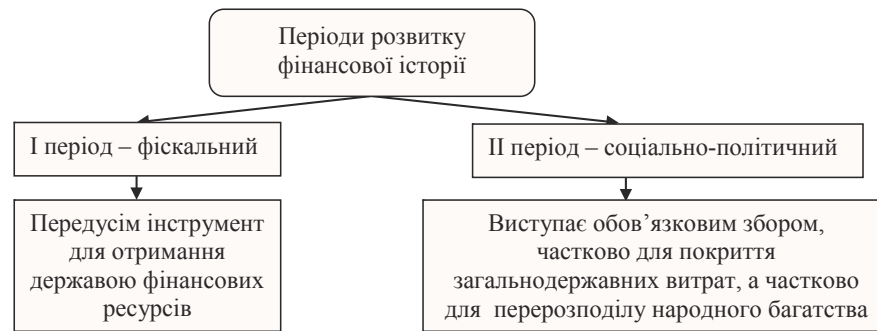 Періоди розвитку
фінансової історії
І період – фіскальний
ІІ період – соціально-політичний
Передусім інструмент
для отримання
державою фінансових
ресурсів
Виступає обов’язковим збором,
частково для покриття
загальнодержавних витрат, а частково
для перерозподілу народного багатства